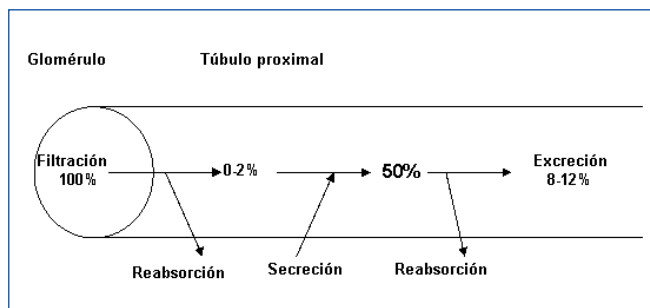 Glomérulo
Túbulo proximal
Filtración
100%
0-2%
50%
Excreción
8-12%
Reabsorción
Secreción
Reabsorción